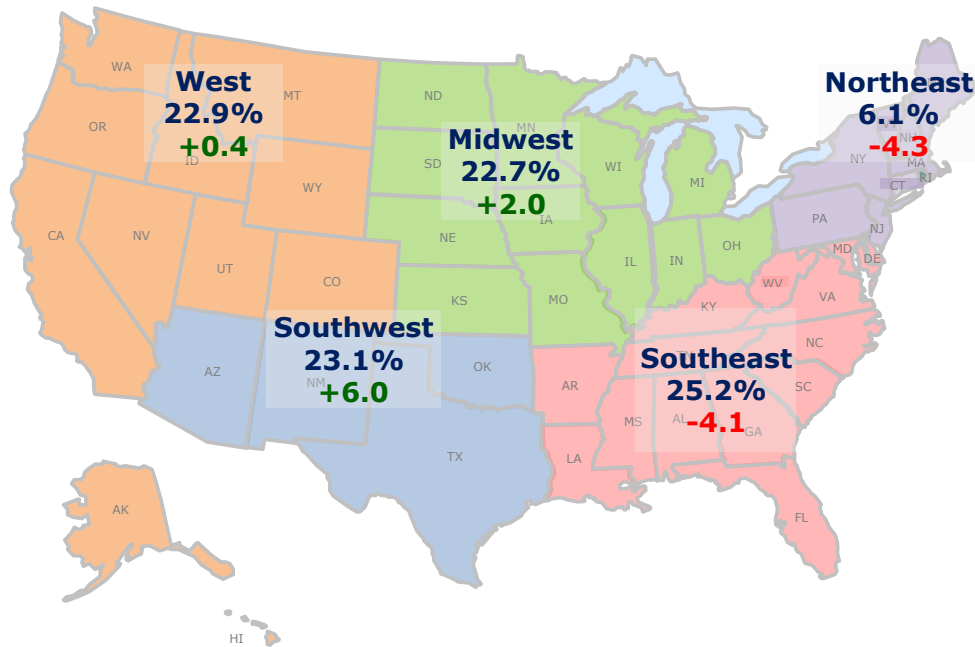 West
22.9%
+0.4
Midwest
22.7%
+2.0
Northeast
6.1%
-4.3
Southwest
23.1%
+6.0
Southeast
25.2%
-4.1
WA
OR
ID
MT
WY
CA
NV
UT
CO
AZ
NM
OK
TX
ND
SD
NE
KS
MN
IA
MO
WI
IL
MI
IN
OH
KY
WV
VA
NC
SC
GA
AL
MS
AR
LA
FL
MD
DE
PA
NJ
NY
CT
RI
MA
NH
VT
AK
HI